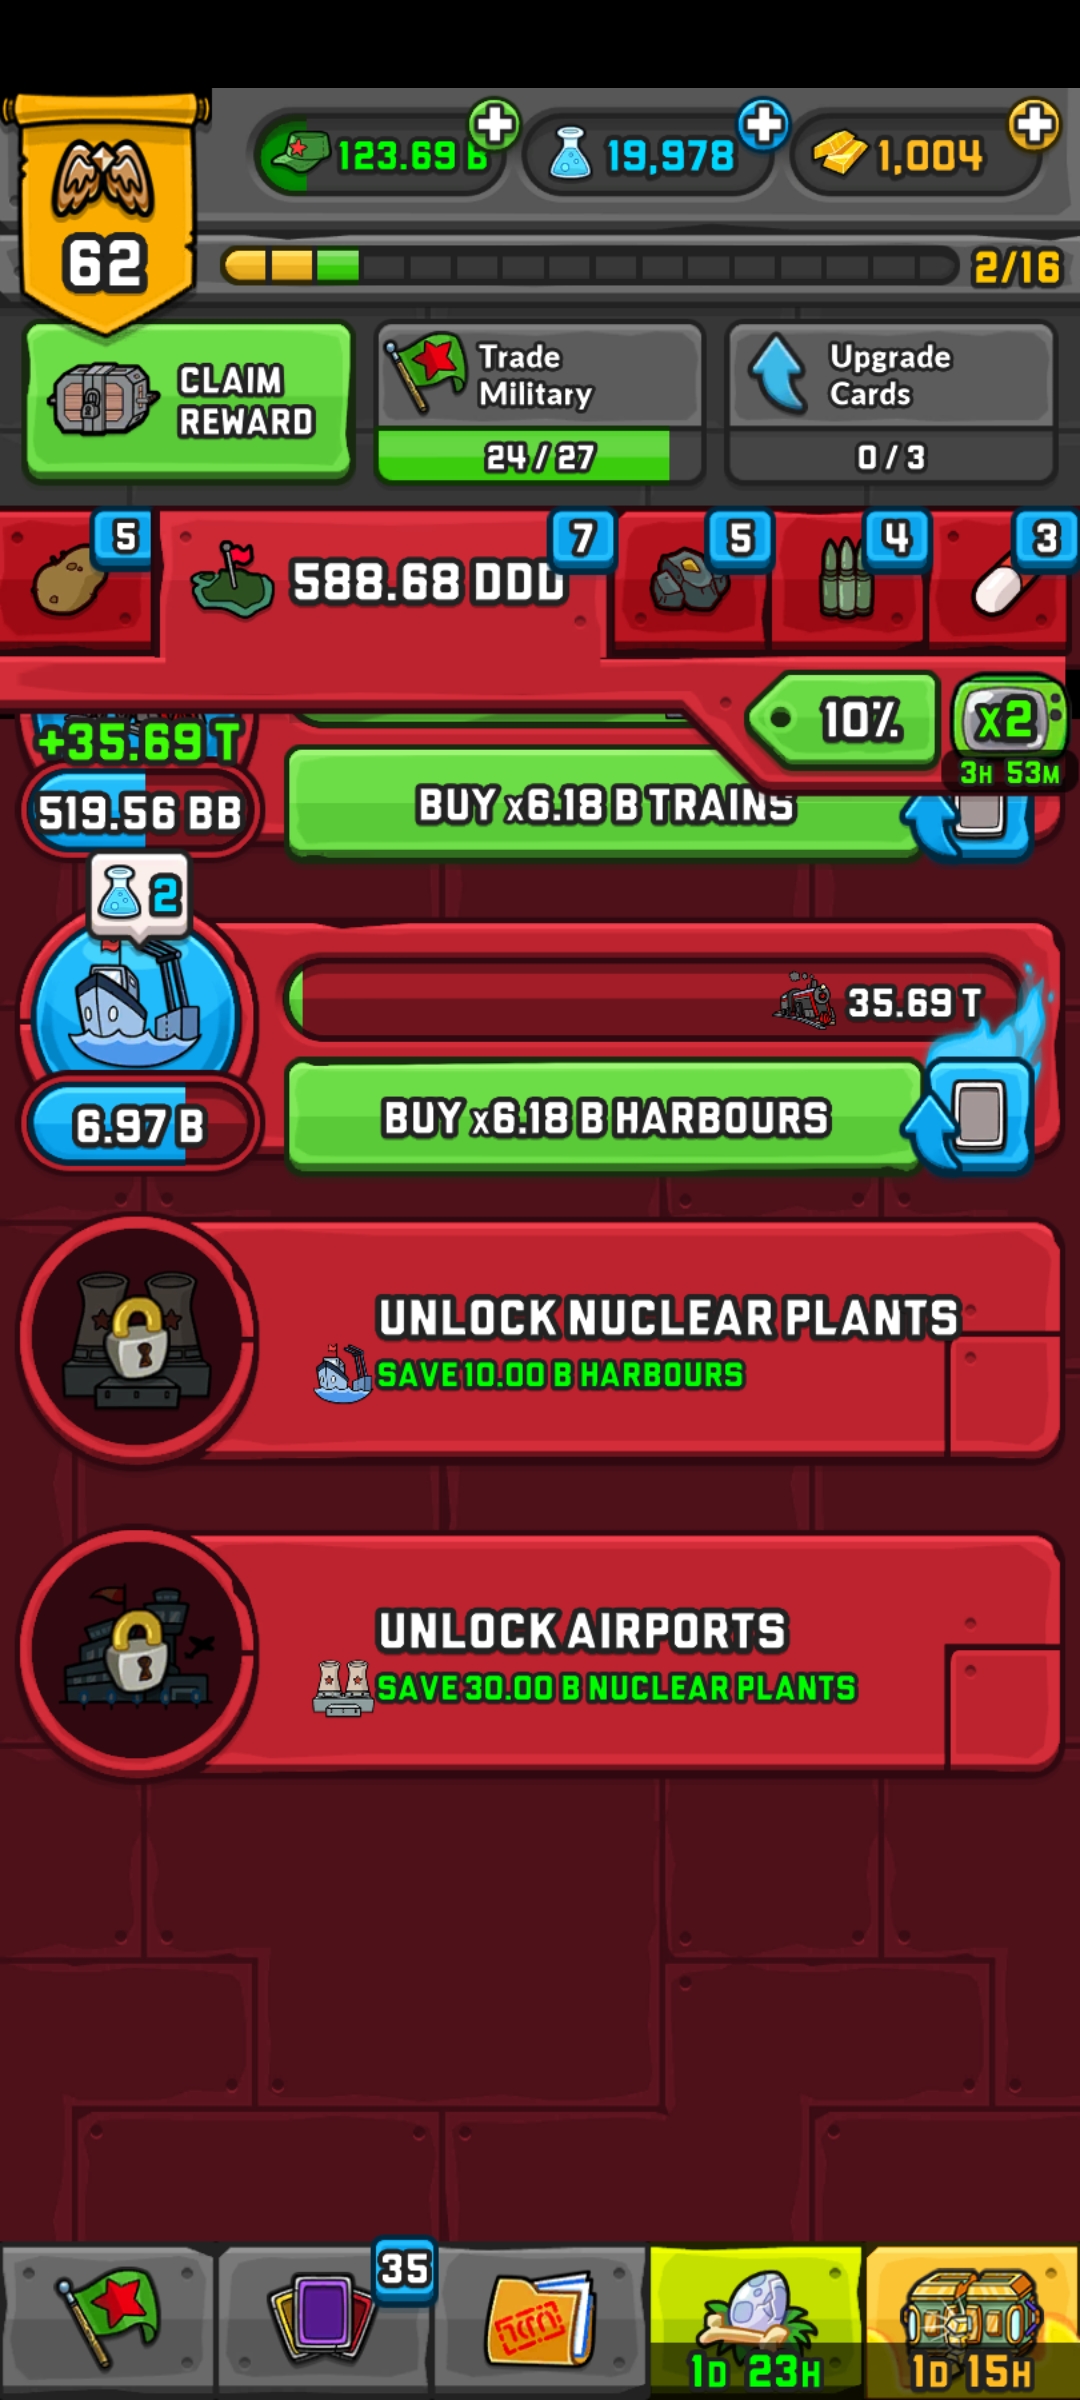 123.69 B
19,978
1,004
62
2/16
CLAIM
REWARD
Trade
Military
24 / 27
Upgrade
Cards
0 / 3
5
588.68 DDD
7
5
4
3
10%
x2
3H 53M
+35.69 T
519.56 BB
BUY x6.18 B TRAINS
2
35.69 T
6.97 B
BUY x6.18 B HARBOURS
UNLOCK NUCLEAR PLANTS
SAVE 10.00 B HARBOURS
UNLOCK AIRPORTS
SAVE 30.00 B NUCLEAR PLANTS
35
1D 23H
1D 15H